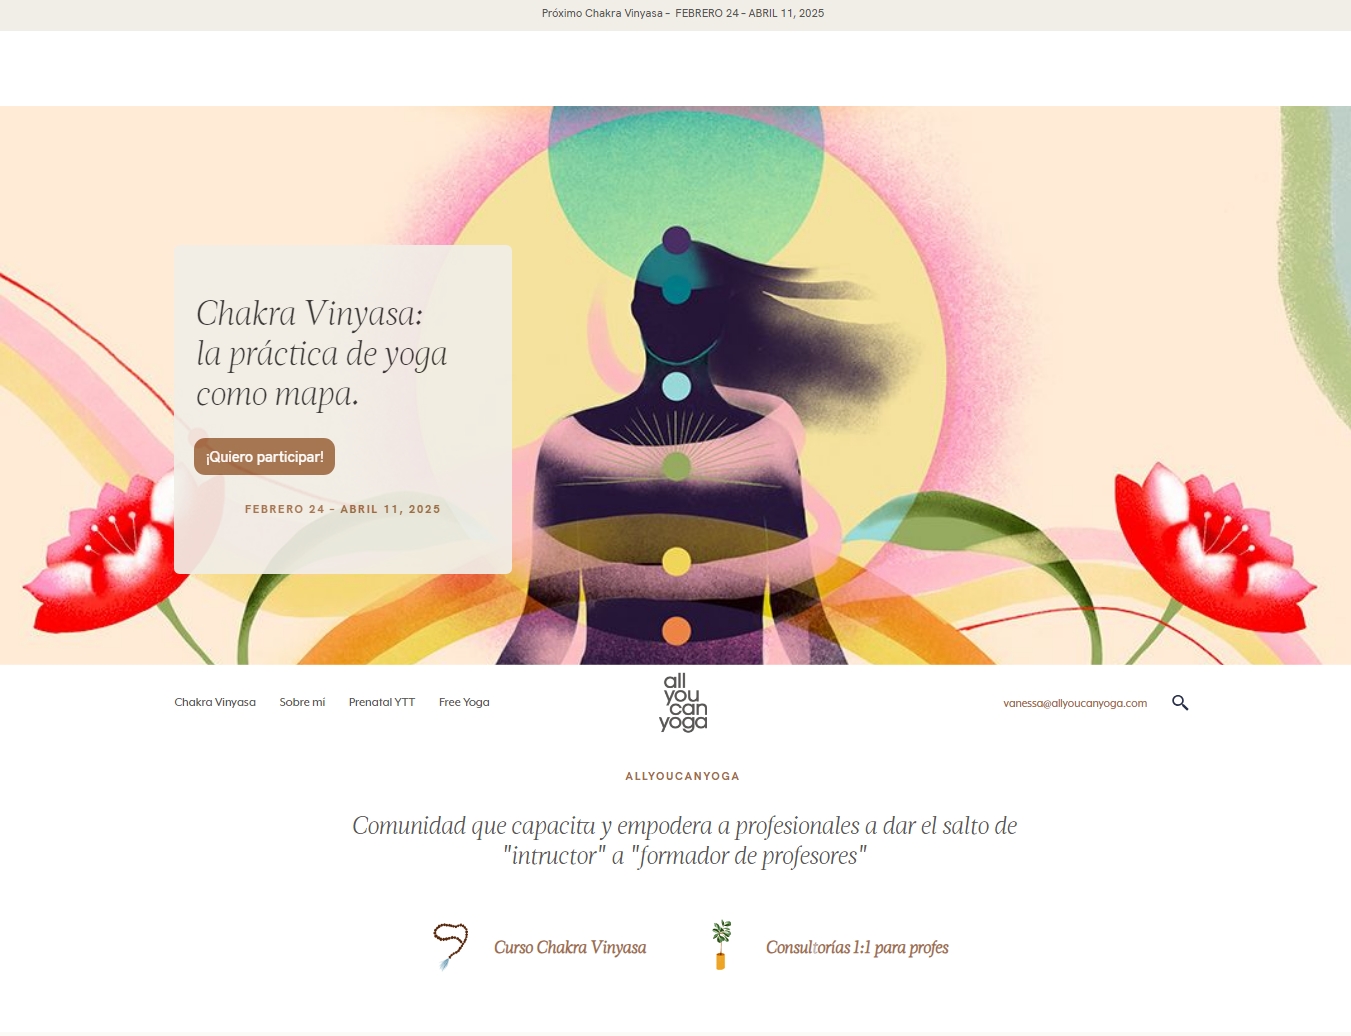 Próximo Chakra Vinyasa - FEBRERO 24 - ABRIL 11, 2025
Chakra Vinyasa:
la práctica de yoga
como mapa.
¡Quiero participar!
FEBRERO 24 - ABRIL 11, 2025
Chakra Vinyasa
Sobre mi
Prenatal YTT
Free Yoga
all
you
can
yoga
vanessa@allyoucanyoga.com
ALLYOUCANYOGA
Comunidad que capacita y empodera a profesionales a dar el salto de
"intructor" a "formador de profesores"
Curso Chakra Vinyasa
Consultorías 1:1 para profes